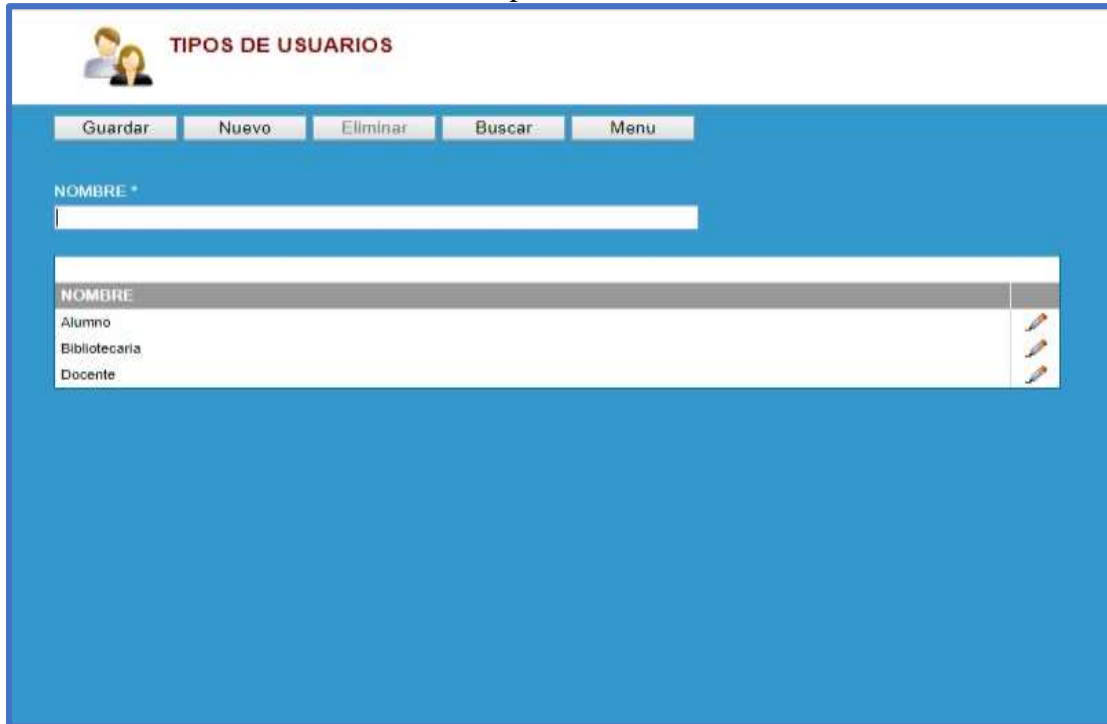 TIPOS DE USUARIOS
Guardar Nuevo Eliminar Buscar Menu
NOMBRE *
NOMBRE
Alumno
Bibliotecaria
Docente